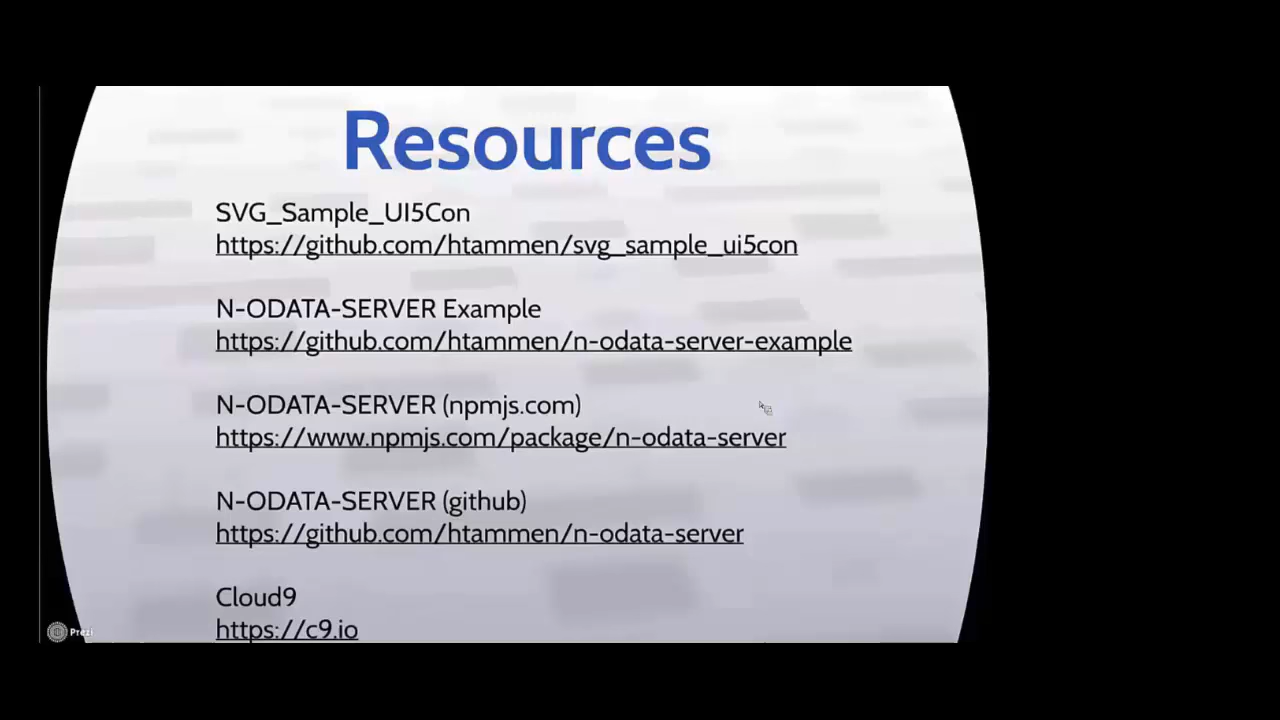 Resources
SVG_Sample_UI5Con
https://github.com/htammen/svg_sample_ui5con
N-ODATA-SERVER Example
https://github.com/htammen/n-odata-server-example
N-ODATA-SERVER (npmjs.com)
https://www.npmjs.com/package/n-odata-server
N-ODATA-SERVER (github)
https://github.com/htammen/n-odata-server
Cloud9
https://c9.io
Prezi